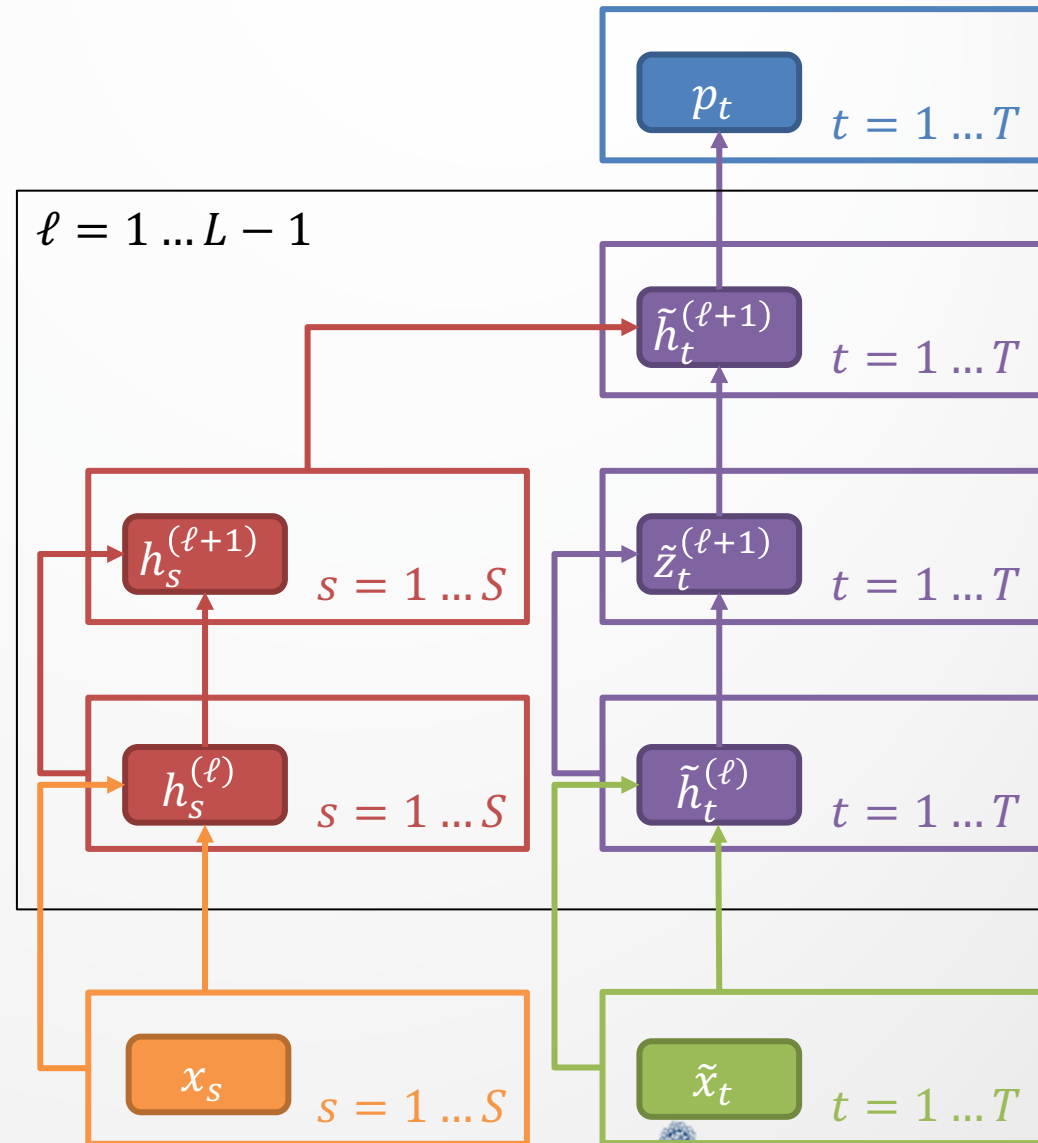 p_t
t = 1 … T
ℓ = 1 … L − 1
h̃_t^(ℓ+1)
t = 1 … T
h_s^(ℓ+1)
s = 1 … S
z̃_t^(ℓ+1)
t = 1 … T
h_s^(ℓ)
s = 1 … S
h̃_t^(ℓ)
t = 1 … T
x_s
s = 1 … S
x̃_t
t = 1 … T